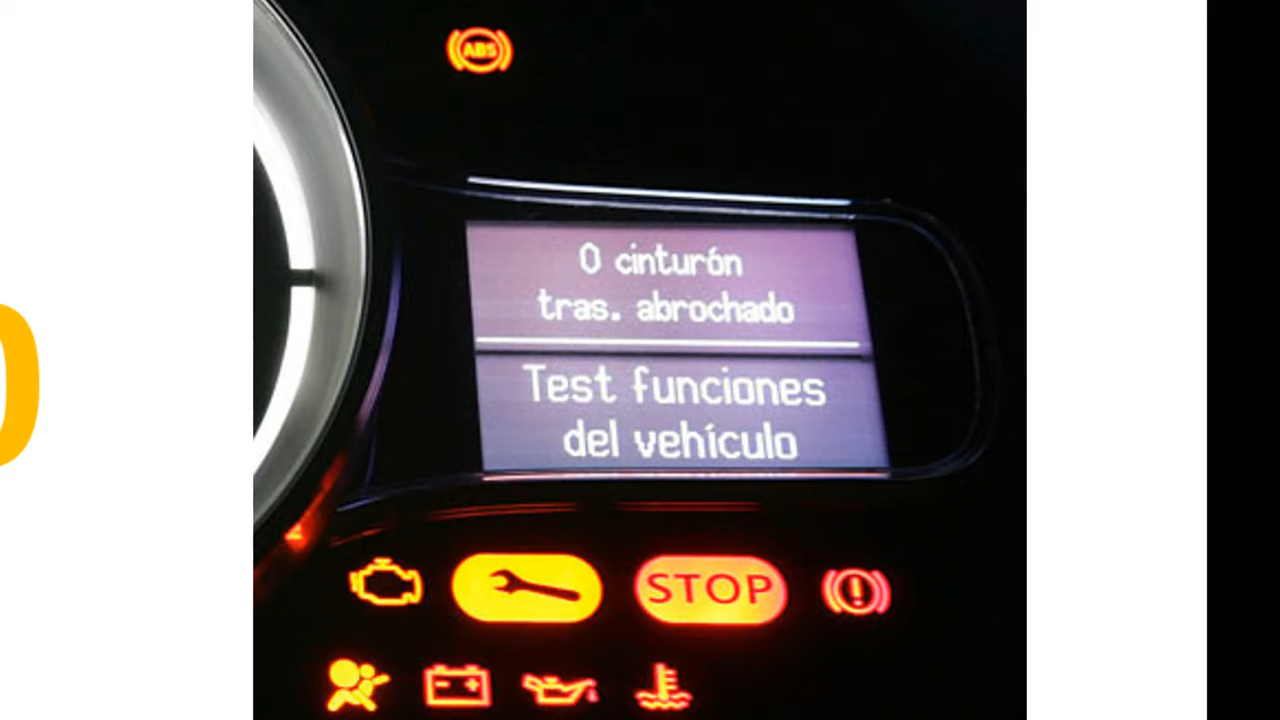 ABS
0 cinturón
tras. abrochado
Test funciones
del vehículo
STOP